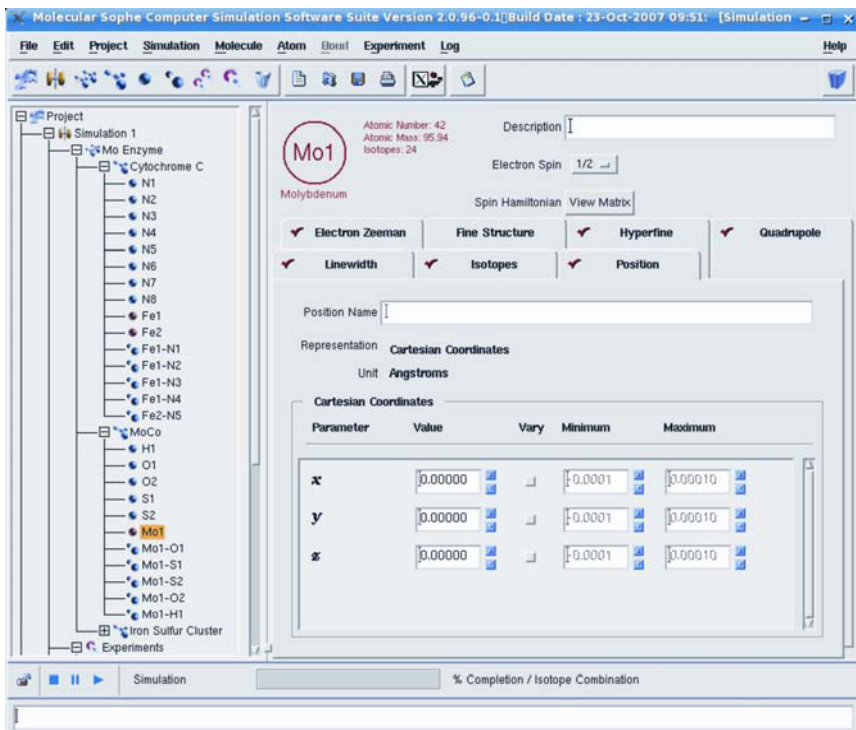 Molecular Sophe Computer Simulation Software Suite Version 2.0.96-0.1▯Build Date : 23-Oct-2007 09:51: [Simulation
File Edit Project Simulation Molecule Atom Bond Experiment Log Help
Project
Simulation 1
Mo Enzyme
Cytochrome C
N1
N2
N3
N4
N5
N6
N7
N8
Fe1
Fe2
Fe1-N1
Fe1-N2
Fe1-N3
Fe1-N4
Fe2-N5
MoCo
H1
O1
O2
S1
S2
Mo1
Mo1-O1
Mo1-S1
Mo1-S2
Mo1-O2
Mo1-H1
Iron Sulfur Cluster
Experiments
Mo1
Molybdenum
Atomic Number: 42
Atomic Mass: 95.94
Isotopes: 24
Description
Electron Spin 1/2
Spin Hamiltonian View Matrix
Electron Zeeman Fine Structure Hyperfine Quadrupole
Linewidth Isotopes Position
Position Name
Representation Cartesian Coordinates
Unit Angstroms
Cartesian Coordinates
Parameter Value Vary Minimum Maximum
x 0.00000 -0.0001 0.00010
y 0.00000 -0.0001 0.00010
z 0.00000 -0.0001 0.00010
Simulation % Completion / Isotope Combination